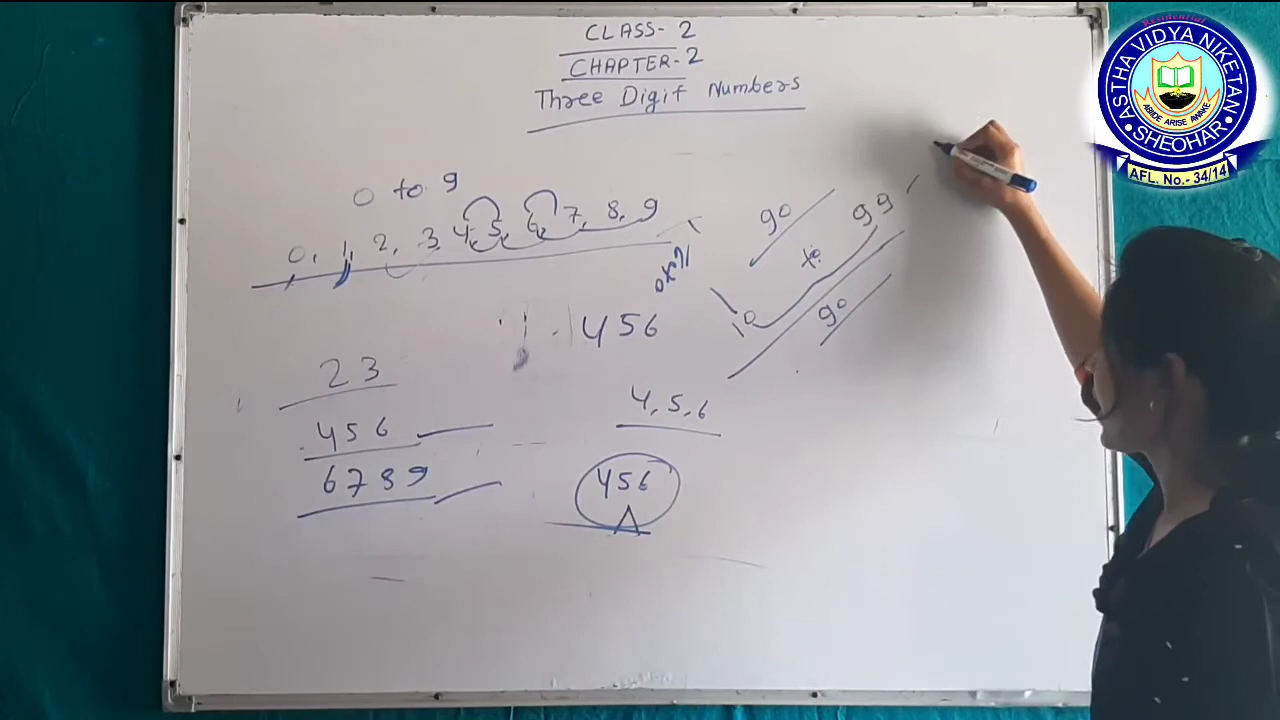 CLASS-2
CHAPTER-2
Three Digit Numbers
0 to 9
0, 1, 2, 3, 4, 5, 6, 7, 8, 9
90
99
to
10
90
456
23
456
6789
4, 5, 6
456
Residential
ASTHA VIDYA NIKETAN
ABIDE ARISE AWAKE
SHEOHAR
AFL. No.- 34/14